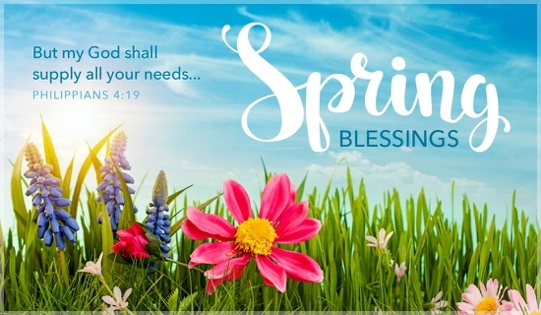 But my God shall
supply all your needs...
PHILIPPIANS 4:19
Spring
BLESSINGS